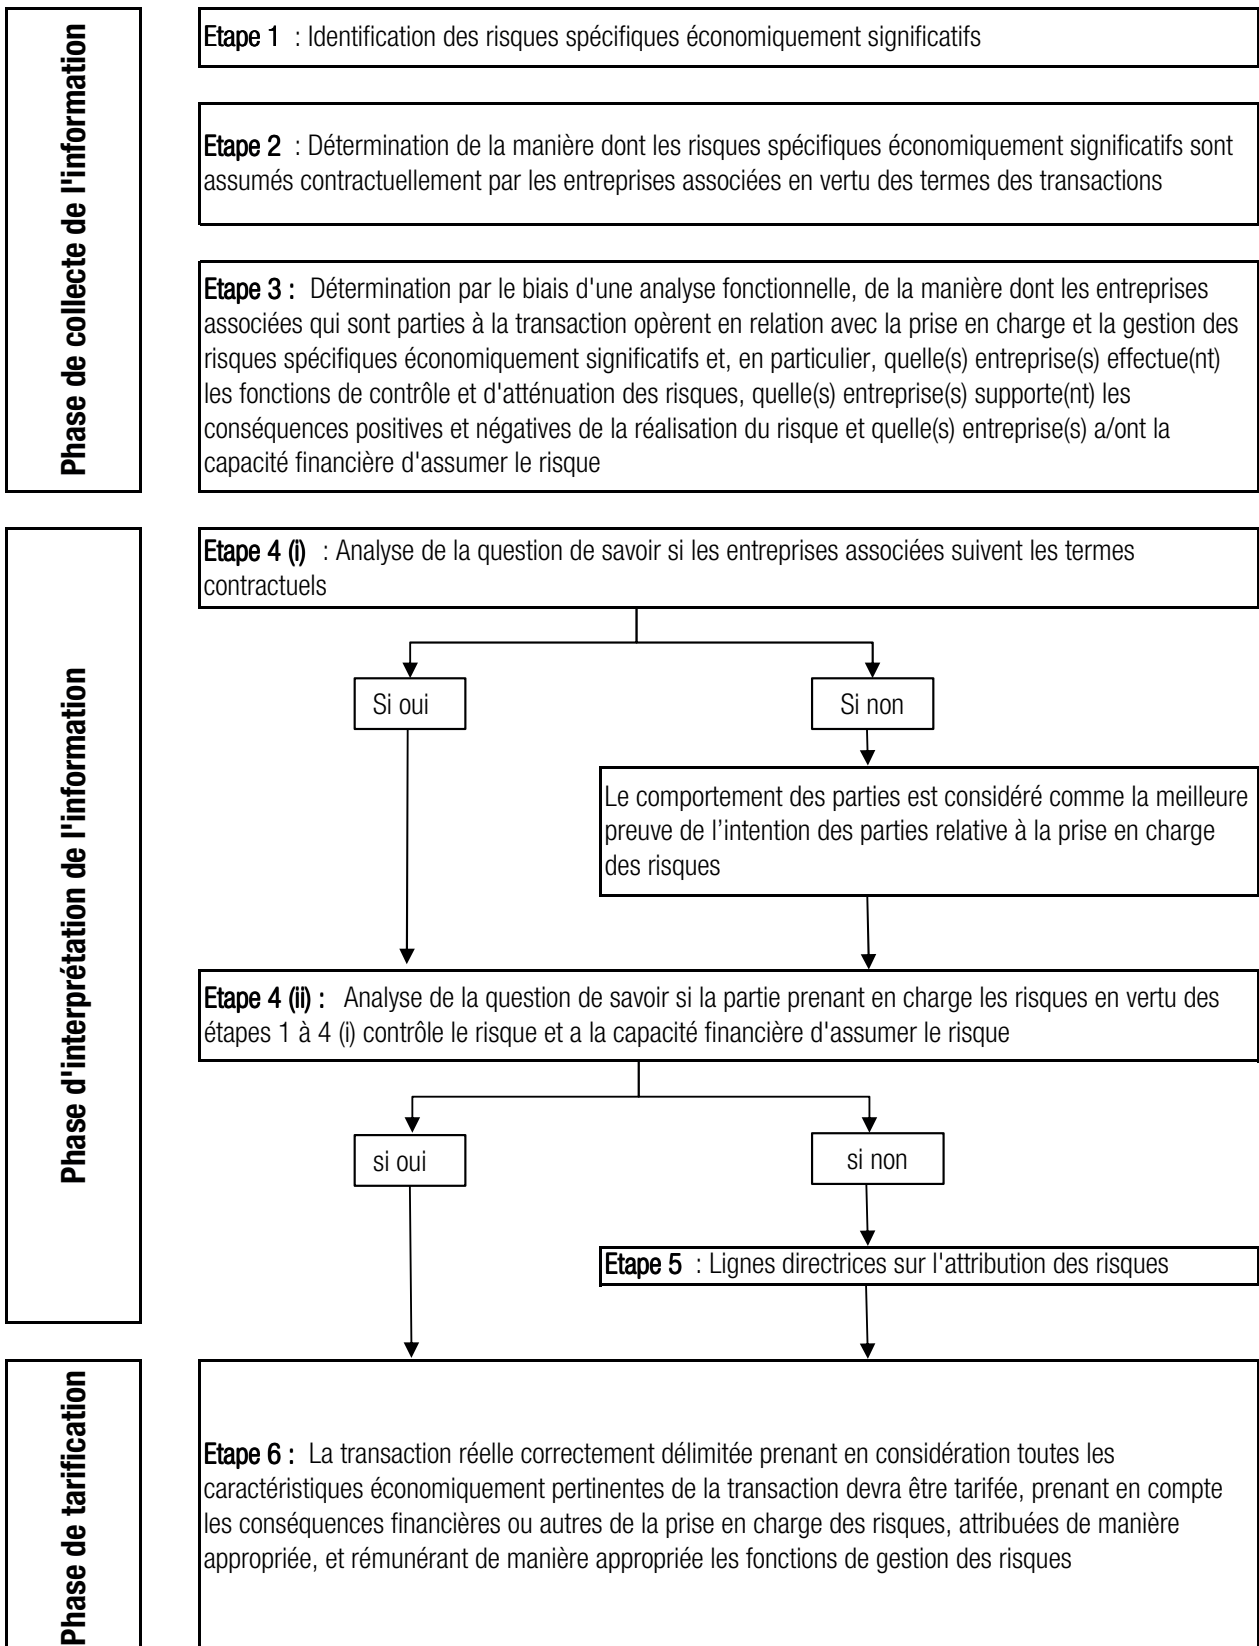 Phase de collecte de l'information
Etape 1 : Identification des risques spécifiques économiquement significatifs
Etape 2 : Détermination de la manière dont les risques spécifiques économiquement significatifs sont
assumés contractuellement par les entreprises associées en vertu des termes des transactions
Etape 3 : Détermination par le biais d'une analyse fonctionnelle, de la manière dont les entreprises
associées qui sont parties à la transaction opèrent en relation avec la prise en charge et la gestion des
risques spécifiques économiquement significatifs et, en particulier, quelle(s) entreprise(s) effectue(nt)
les fonctions de contrôle et d'atténuation des risques, quelle(s) entreprise(s) supporte(nt) les
conséquences positives et négatives de la réalisation du risque et quelle(s) entreprise(s) a/ont la
capacité financière d'assumer le risque
Phase d'interprétation de l'information
Etape 4 (i) : Analyse de la question de savoir si les entreprises associées suivent les termes
contractuels
Si oui
Si non
Le comportement des parties est considéré comme la meilleure
preuve de l’intention des parties relative à la prise en charge
des risques
Etape 4 (ii) : Analyse de la question de savoir si la partie prenant en charge les risques en vertu des
étapes 1 à 4 (i) contrôle le risque et a la capacité financière d'assumer le risque
si oui
si non
Etape 5 : Lignes directrices sur l'attribution des risques
Phase de tarification
Etape 6 : La transaction réelle correctement délimitée prenant en considération toutes les
caractéristiques économiquement pertinentes de la transaction devra être tarifée, prenant en compte
les conséquences financières ou autres de la prise en charge des risques, attribuées de manière
appropriée, et rémunérant de manière appropriée les fonctions de gestion des risques